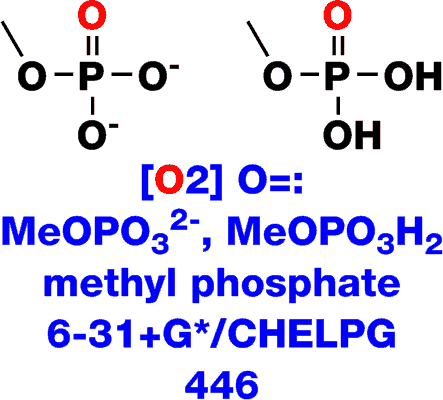 O O
O P O⁻ O P OH
O⁻ OH
[O2] O=:
MeOPO₃²⁻, MeOPO₃H₂
methyl phosphate
6-31+G*/CHELPG
446